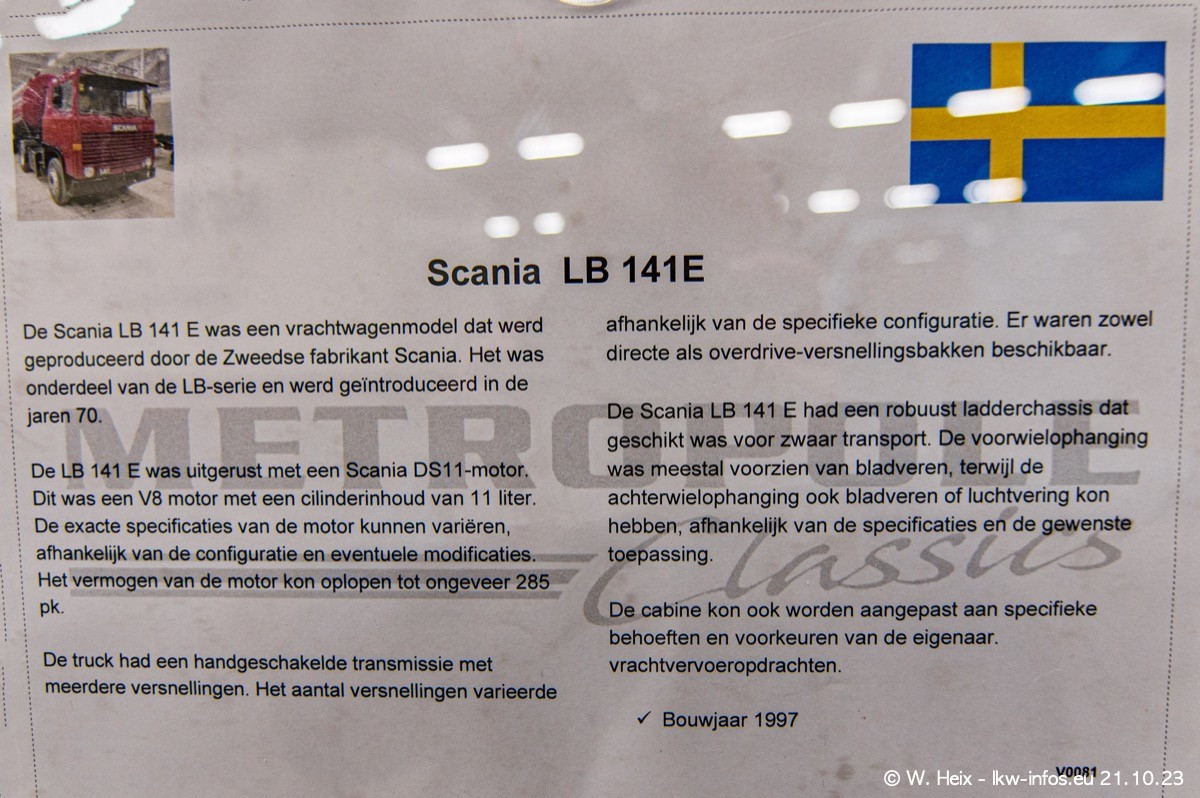 SCANIA
Scania LB 141E
De Scania LB 141 E was een vrachtwagenmodel dat werd
geproduceerd door de Zweedse fabrikant Scania. Het was
onderdeel van de LB-serie en werd geïntroduceerd in de
jaren 70.
De LB 141 E was uitgerust met een Scania DS11-motor.
Dit was een V8 motor met een cilinderinhoud van 11 liter.
De exacte specificaties van de motor kunnen variëren,
afhankelijk van de configuratie en eventuele modificaties.
Het vermogen van de motor kon oplopen tot ongeveer 285
pk.
De truck had een handgeschakelde transmissie met
meerdere versnellingen. Het aantal versnellingen varieerde
afhankelijk van de specifieke configuratie. Er waren zowel
directe als overdrive-versnellingsbakken beschikbaar.
De Scania LB 141 E had een robuust ladderchassis dat
geschikt was voor zwaar transport. De voorwielophanging
was meestal voorzien van bladveren, terwijl de
achterwielophanging ook bladveren of luchtvering kon
hebben, afhankelijk van de specificaties en de gewenste
toepassing.
De cabine kon ook worden aangepast aan specifieke
behoeften en voorkeuren van de eigenaar.
vrachtvervoeropdrachten.
✓ Bouwjaar 1997
METROPOLE
Classics
V0081
© W. Heix - lkw-infos.eu 21.10.23